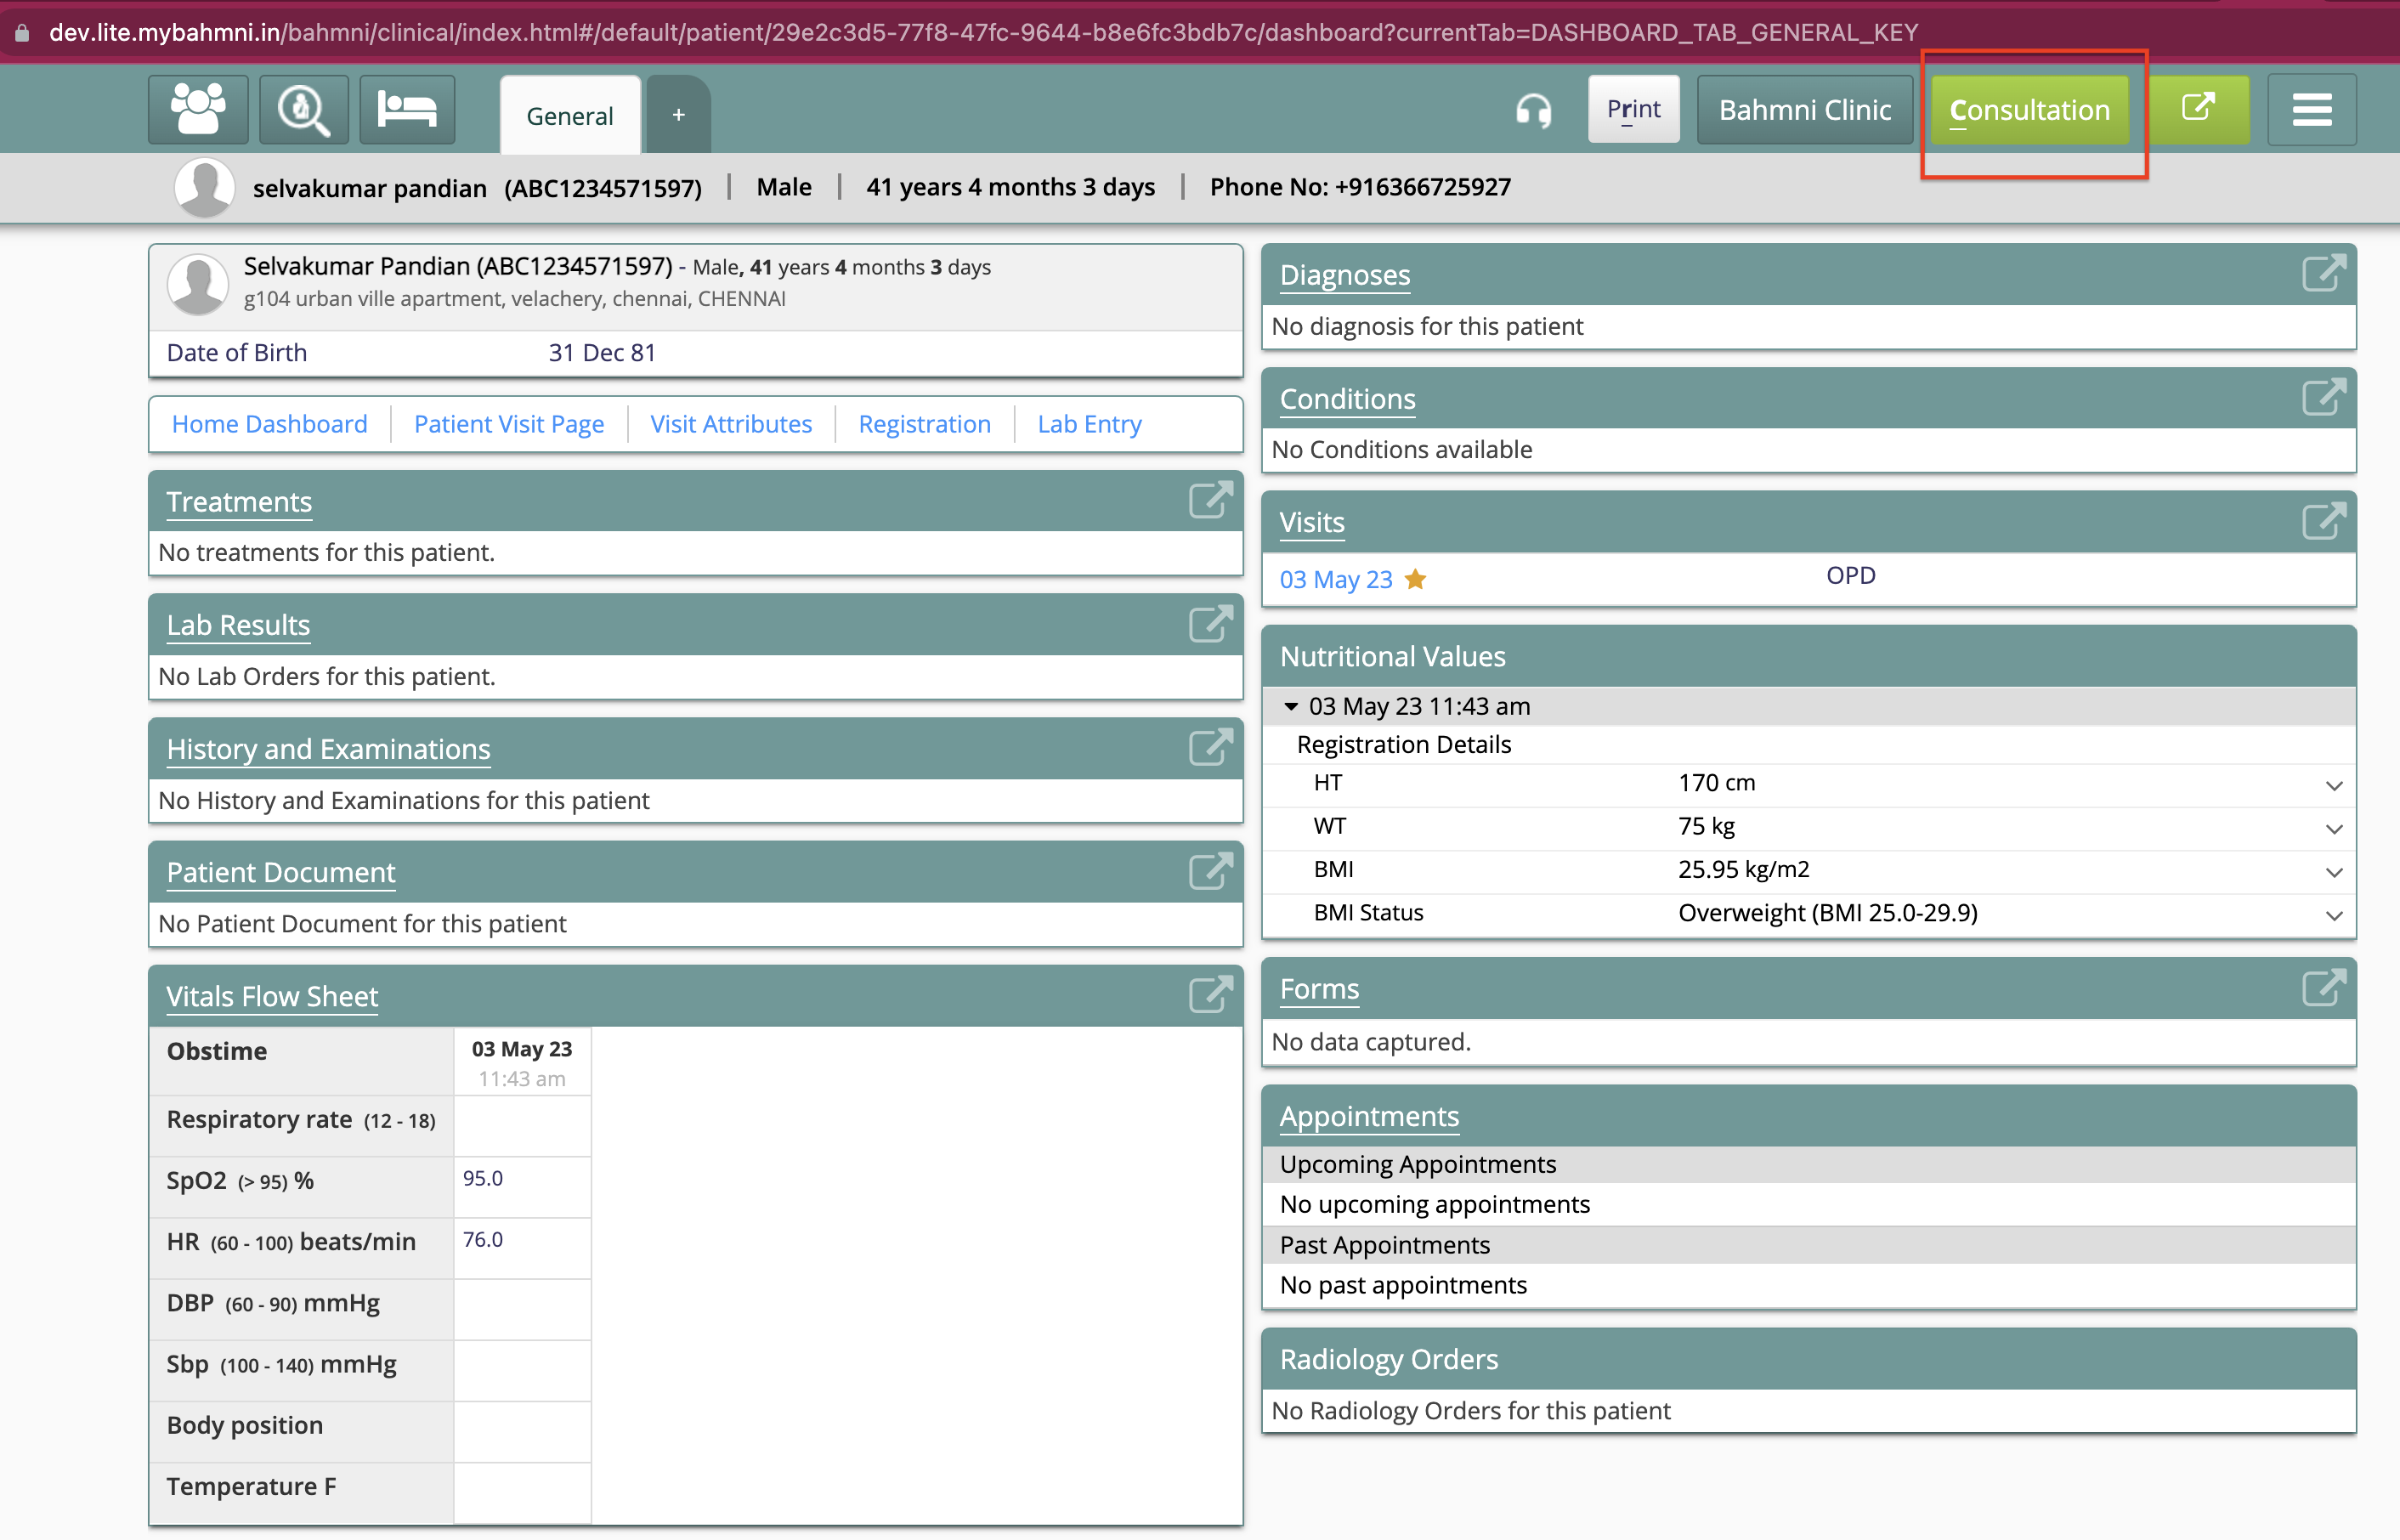 dev.lite.mybahmni.in/bahmni/clinical/index.html#/default/patient/29e2c3d5-77f8-47fc-9644-b8e6fc3bdb7c/dashboard?currentTab=DASHBOARD_TAB_GENERAL_KEY
General + Print Bahmni Clinic Consultation
selvakumar pandian (ABC1234571597) | Male | 41 years 4 months 3 days | Phone No: +916366725927
Selvakumar Pandian (ABC1234571597) - Male, 41 years 4 months 3 days
g104 urban ville apartment, velachery, chennai, CHENNAI
Date of Birth 31 Dec 81
Home Dashboard Patient Visit Page Visit Attributes Registration Lab Entry
Treatments
No treatments for this patient.
Lab Results
No Lab Orders for this patient.
History and Examinations
No History and Examinations for this patient
Patient Document
No Patient Document for this patient
Vitals Flow Sheet
Obstime 03 May 23
11:43 am
Respiratory rate (12 - 18)
SpO2 (> 95) % 95.0
HR (60 - 100) beats/min 76.0
DBP (60 - 90) mmHg
Sbp (100 - 140) mmHg
Body position
Temperature F
Diagnoses
No diagnosis for this patient
Conditions
No Conditions available
Visits
03 May 23 OPD
Nutritional Values
03 May 23 11:43 am
Registration Details
HT 170 cm
WT 75 kg
BMI 25.95 kg/m2
BMI Status Overweight (BMI 25.0-29.9)
Forms
No data captured.
Appointments
Upcoming Appointments
No upcoming appointments
Past Appointments
No past appointments
Radiology Orders
No Radiology Orders for this patient